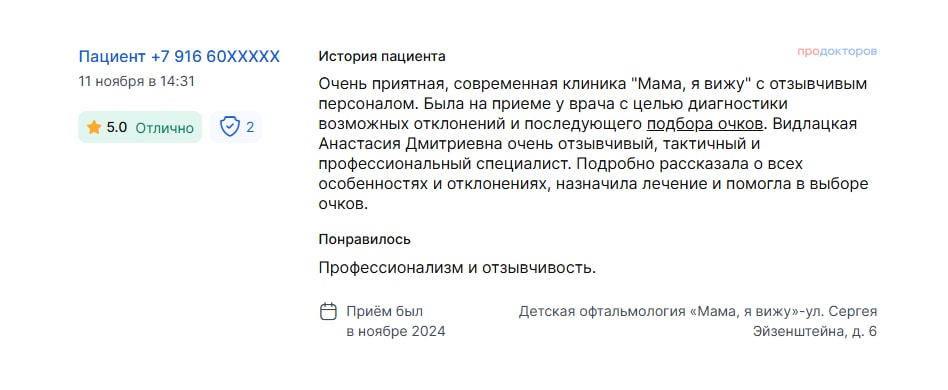 Пациент +7 916 60XXXXX
11 ноября в 14:31
5.0 Отлично 2
продокторов
История пациента
Очень приятная, современная клиника "Мама, я вижу" с отзывчивым
персоналом. Была на приеме у врача с целью диагностики
возможных отклонений и последующего подбора очков. Видлацкая
Анастасия Дмитриевна очень отзывчивый, тактичный и
профессиональный специалист. Подробно рассказала о всех
особенностях и отклонениях, назначила лечение и помогла в выборе
очков.
Понравилось
Профессионализм и отзывчивость.
Приём был
в ноябре 2024
Детская офтальмология «Мама, я вижу»-ул. Сергея
Эйзенштейна, д. 6